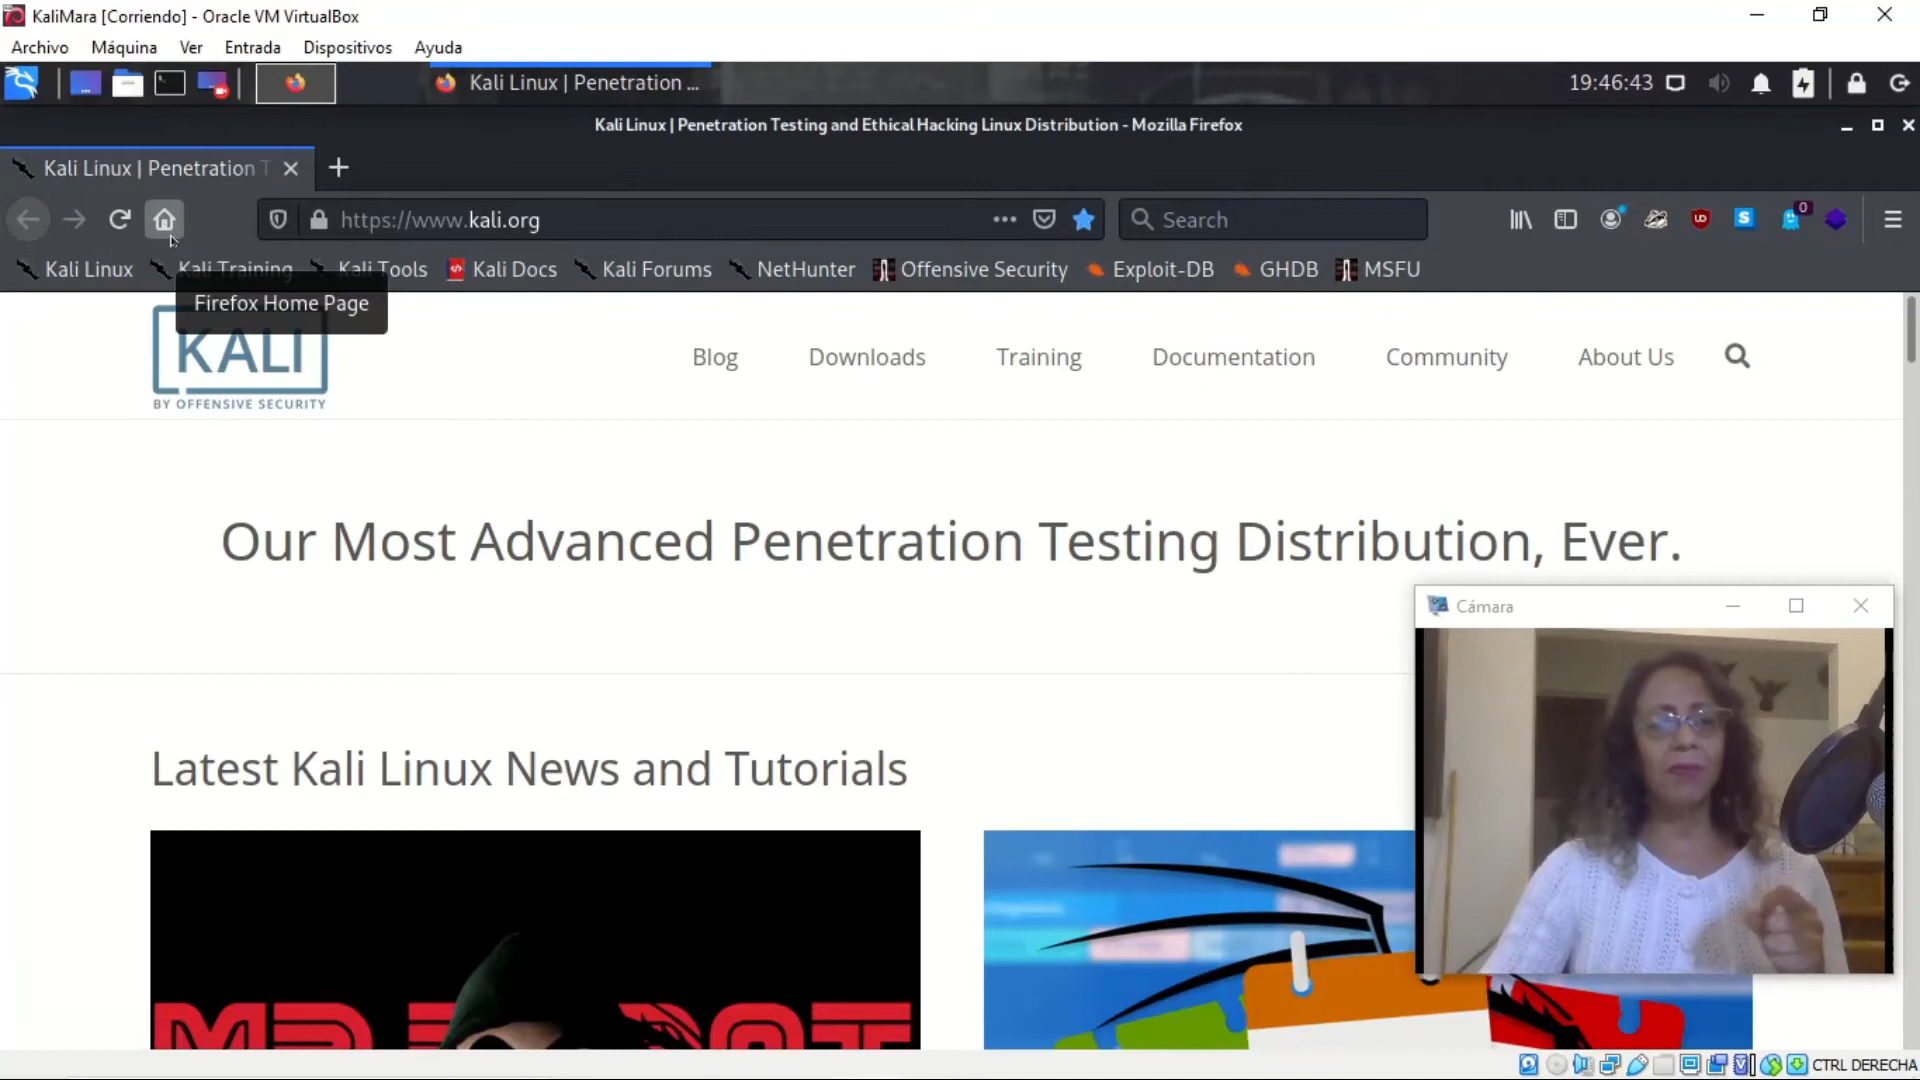 KaliMara [Corriendo] - Oracle VM VirtualBox
Archivo Máquina Ver Entrada Dispositivos Ayuda
Kali Linux | Penetration ... 19:46:43
Kali Linux | Penetration Testing and Ethical Hacking Linux Distribution - Mozilla Firefox
Kali Linux | Penetration T
https://www.kali.org Search UD S 0
Kali Linux Kali Training Kali Tools Kali Docs Kali Forums NetHunter Offensive Security Exploit-DB GHDB MSFU
Firefox Home Page
KALI
BY OFFENSIVE SECURITY
Blog Downloads Training Documentation Community About Us
Our Most Advanced Penetration Testing Distribution, Ever.
Cámara
Latest Kali Linux News and Tutorials
CTRL DERECHA